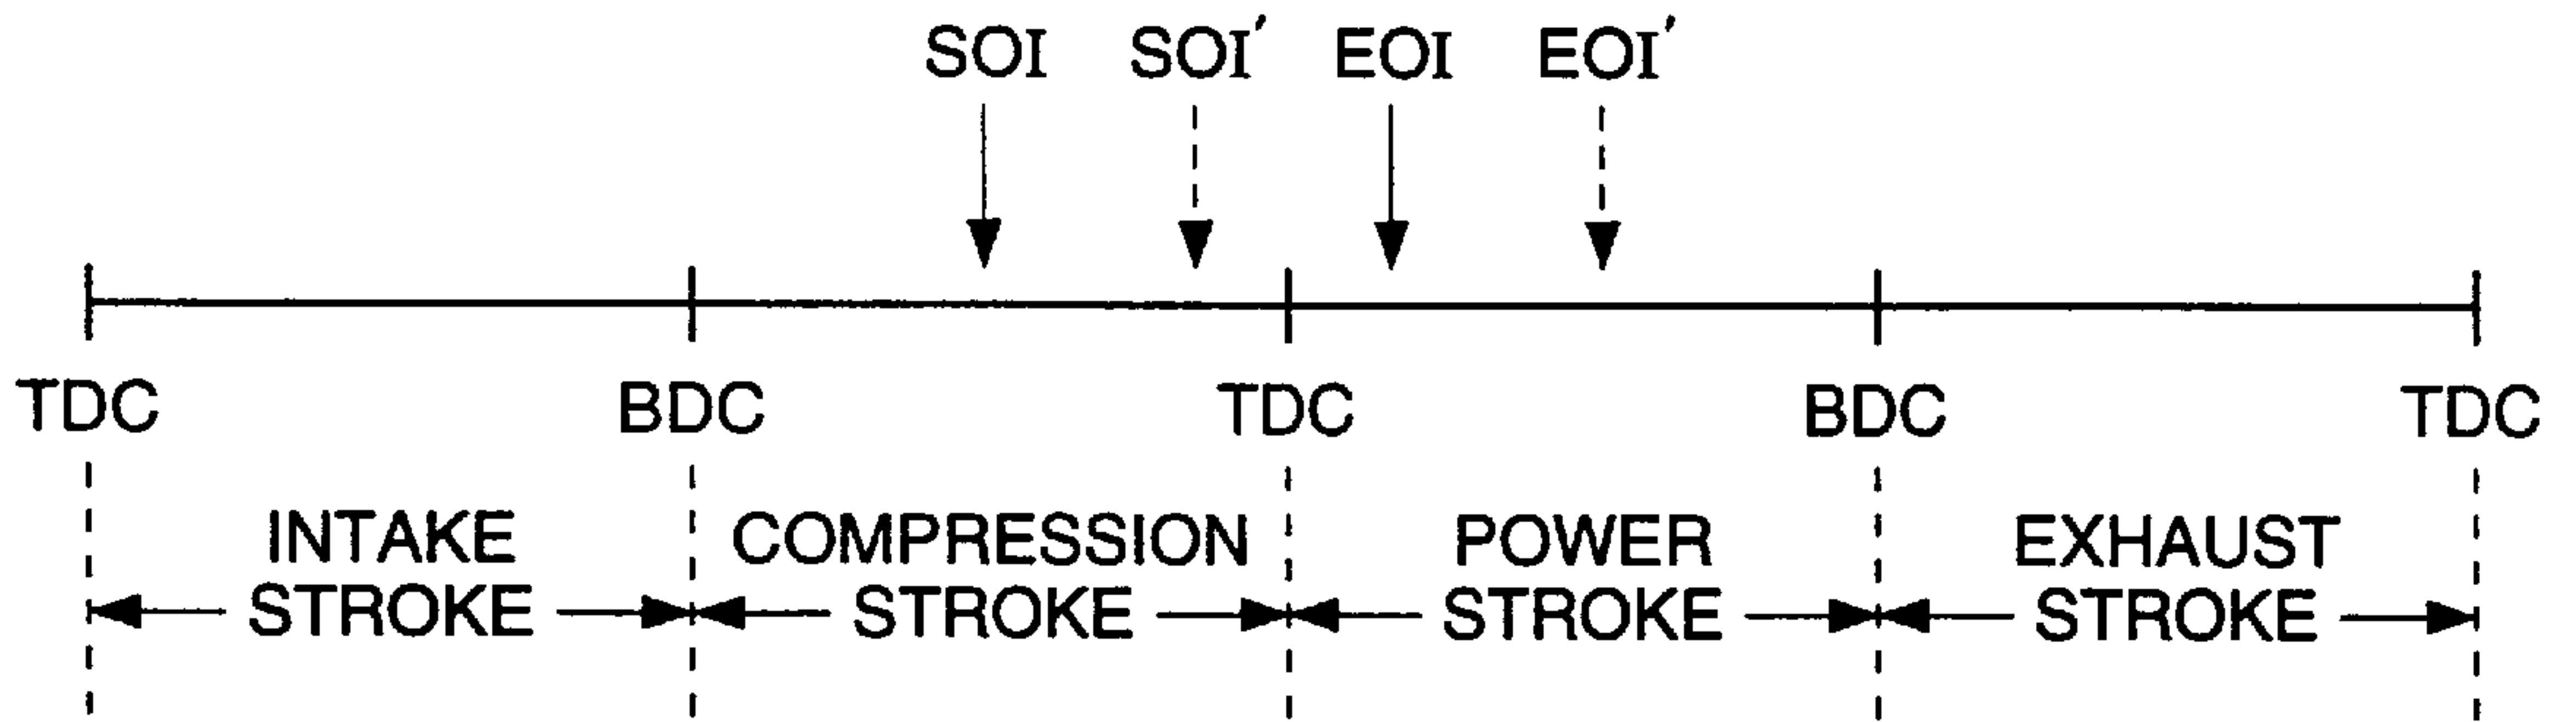 SOI SOI′ EOI EOI′
TDC BDC TDC BDC TDC
INTAKE STROKE
COMPRESSION STROKE
POWER STROKE
EXHAUST STROKE